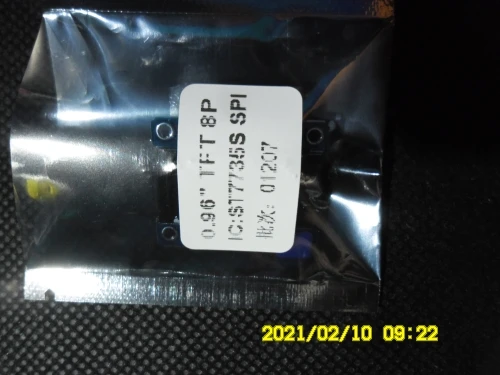 0.96" TFT 8P
IC:ST7735S SPI
批次: 01207
2021/02/10 09:22